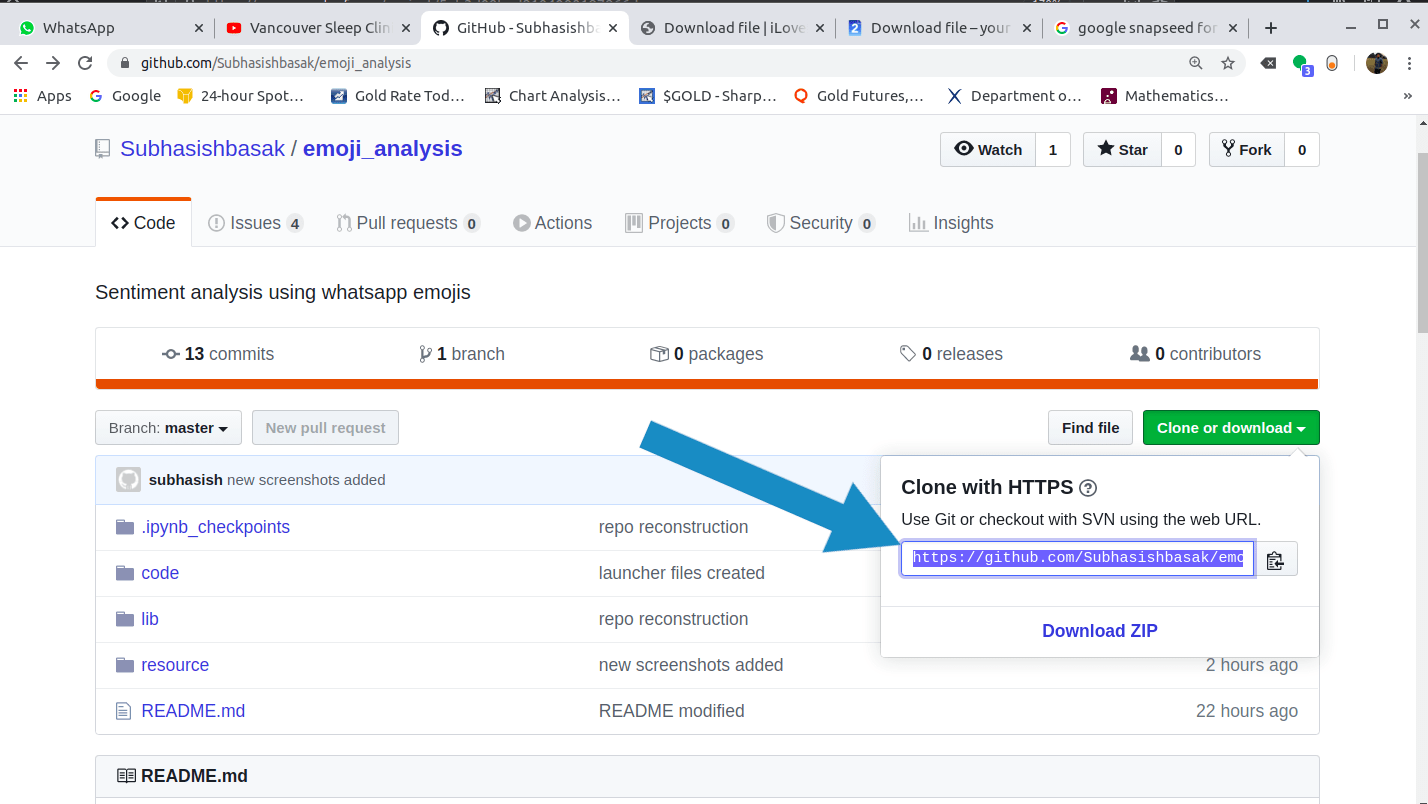 WhatsApp
Vancouver Sleep Clin
GitHub - Subhasishba
Download file | iLove
Download file – your
google snapseed for
github.com/Subhasishbasak/emoji_analysis
3
Apps
Google
24-hour Spot…
Gold Rate Tod…
Chart Analysis…
$GOLD - Sharp…
Gold Futures,…
Department o…
Mathematics…
»
Subhasishbasak / emoji_analysis
Watch 1
Star 0
Fork 0
Code
Issues 4
Pull requests 0
Actions
Projects 0
Security 0
Insights
Sentiment analysis using whatsapp emojis
13 commits
1 branch
0 packages
0 releases
0 contributors
Branch: master
New pull request
Find file
Clone or download
subhasish new screenshots added
Clone with HTTPS
Use Git or checkout with SVN using the web URL.
https://github.com/Subhasishbasak/emo
Download ZIP
.ipynb_checkpoints repo reconstruction
code launcher files created
lib repo reconstruction
resource new screenshots added 2 hours ago
README.md README modified 22 hours ago
README.md